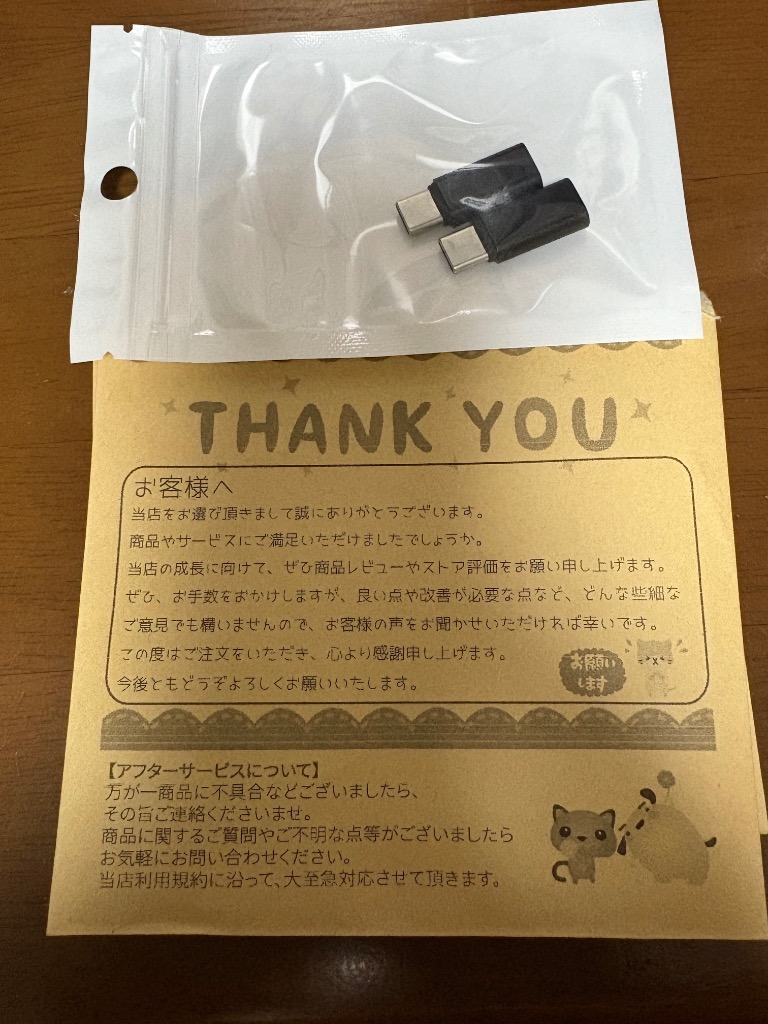 THANK YOU
お客様へ
当店をお選び頂きまして誠にありがとうございます。
商品やサービスにご満足いただけましたでしょうか。
当店の成長に向けて、ぜひ商品レビューやストア評価をお願い申し上げます。
ぜひ、お手数をおかけしますが、良い点や改善が必要な点など、どんな些細な
ご意見でも構いませんので、お客様の声をお聞かせいただければ幸いです。
この度はご注文をいただき、心より感謝申し上げます。
今後ともどうぞよろしくお願いいたします。
お願い
します
【アフターサービスについて】
万が一商品に不具合などございましたら、
その旨ご連絡くださいませ。
商品に関するご質問やご不明な点等がございましたら
お気軽にお問い合わせください。
当店利用規約に沿って、大至急対応させて頂きます。